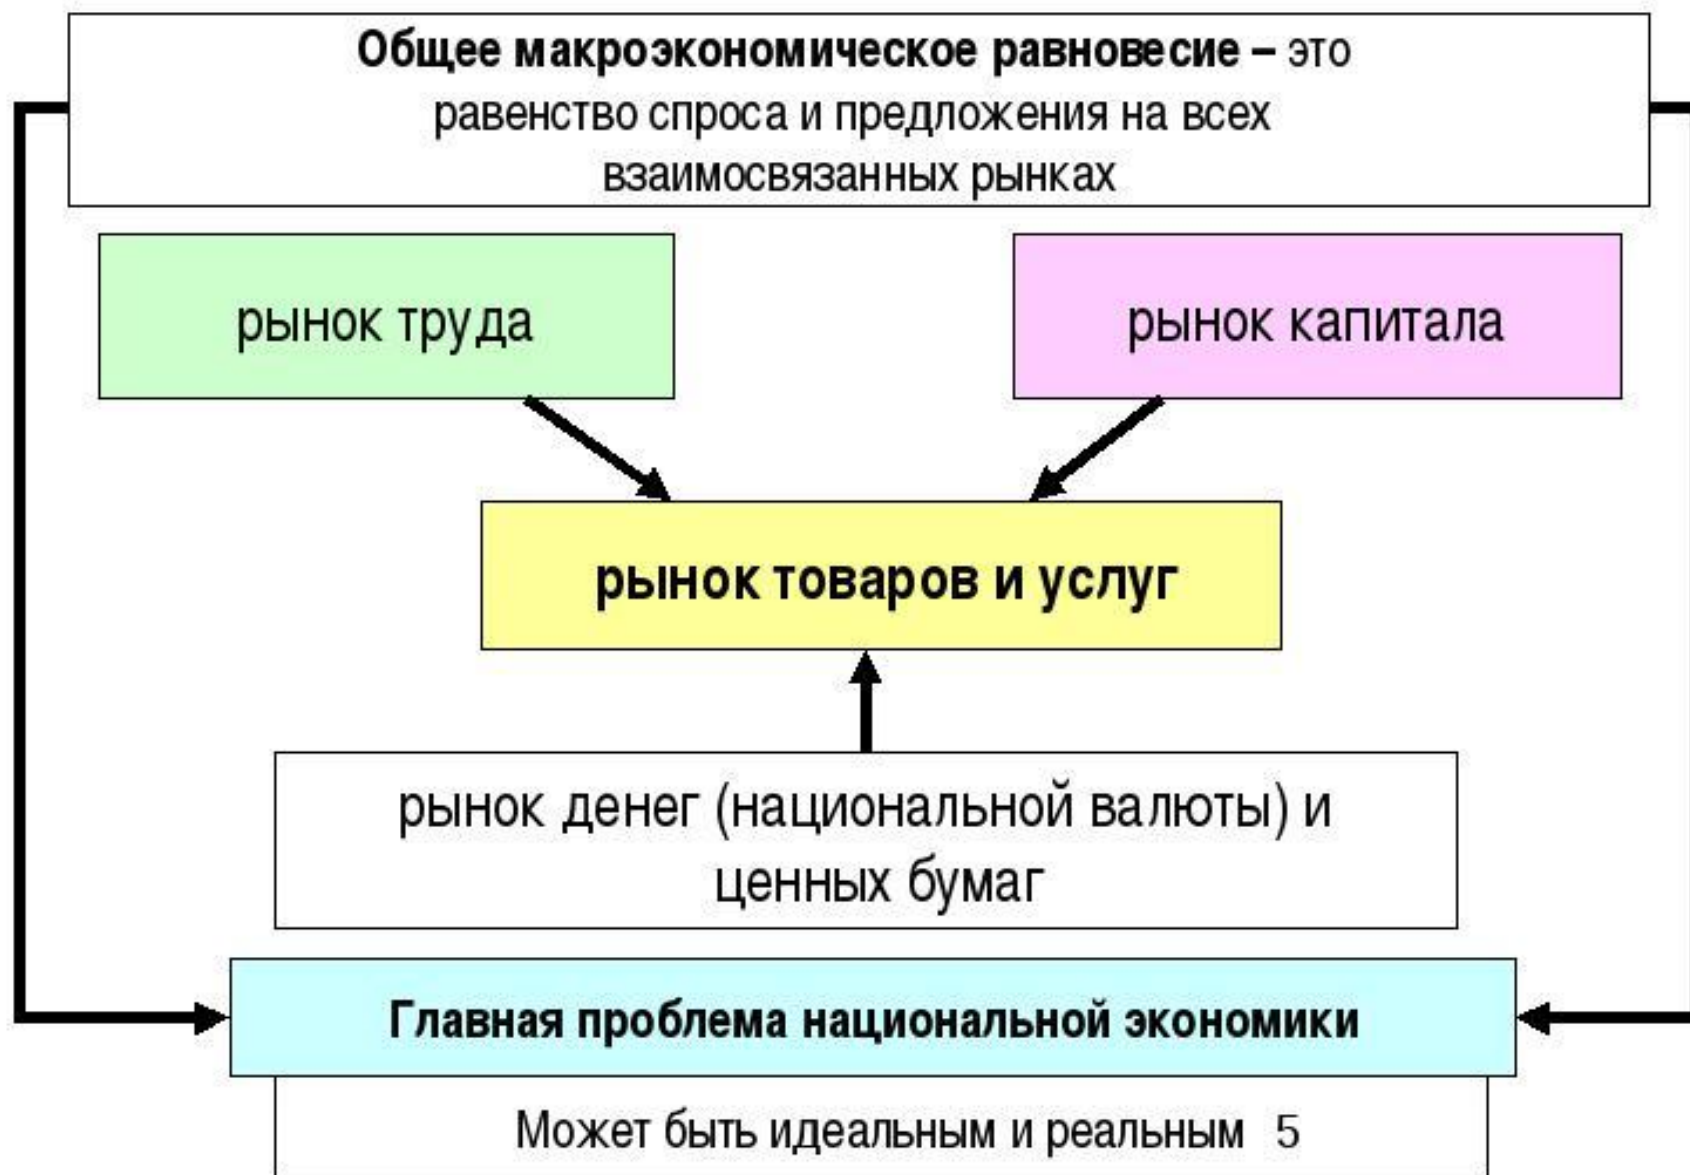 Общее макроэкономическое равновесие – это
равенство спроса и предложения на всех
взаимосвязанных рынках
рынок труда
рынок капитала
рынок товаров и услуг
рынок денег (национальной валюты) и
ценных бумаг
Главная проблема национальной экономики
Может быть идеальным и реальным 5